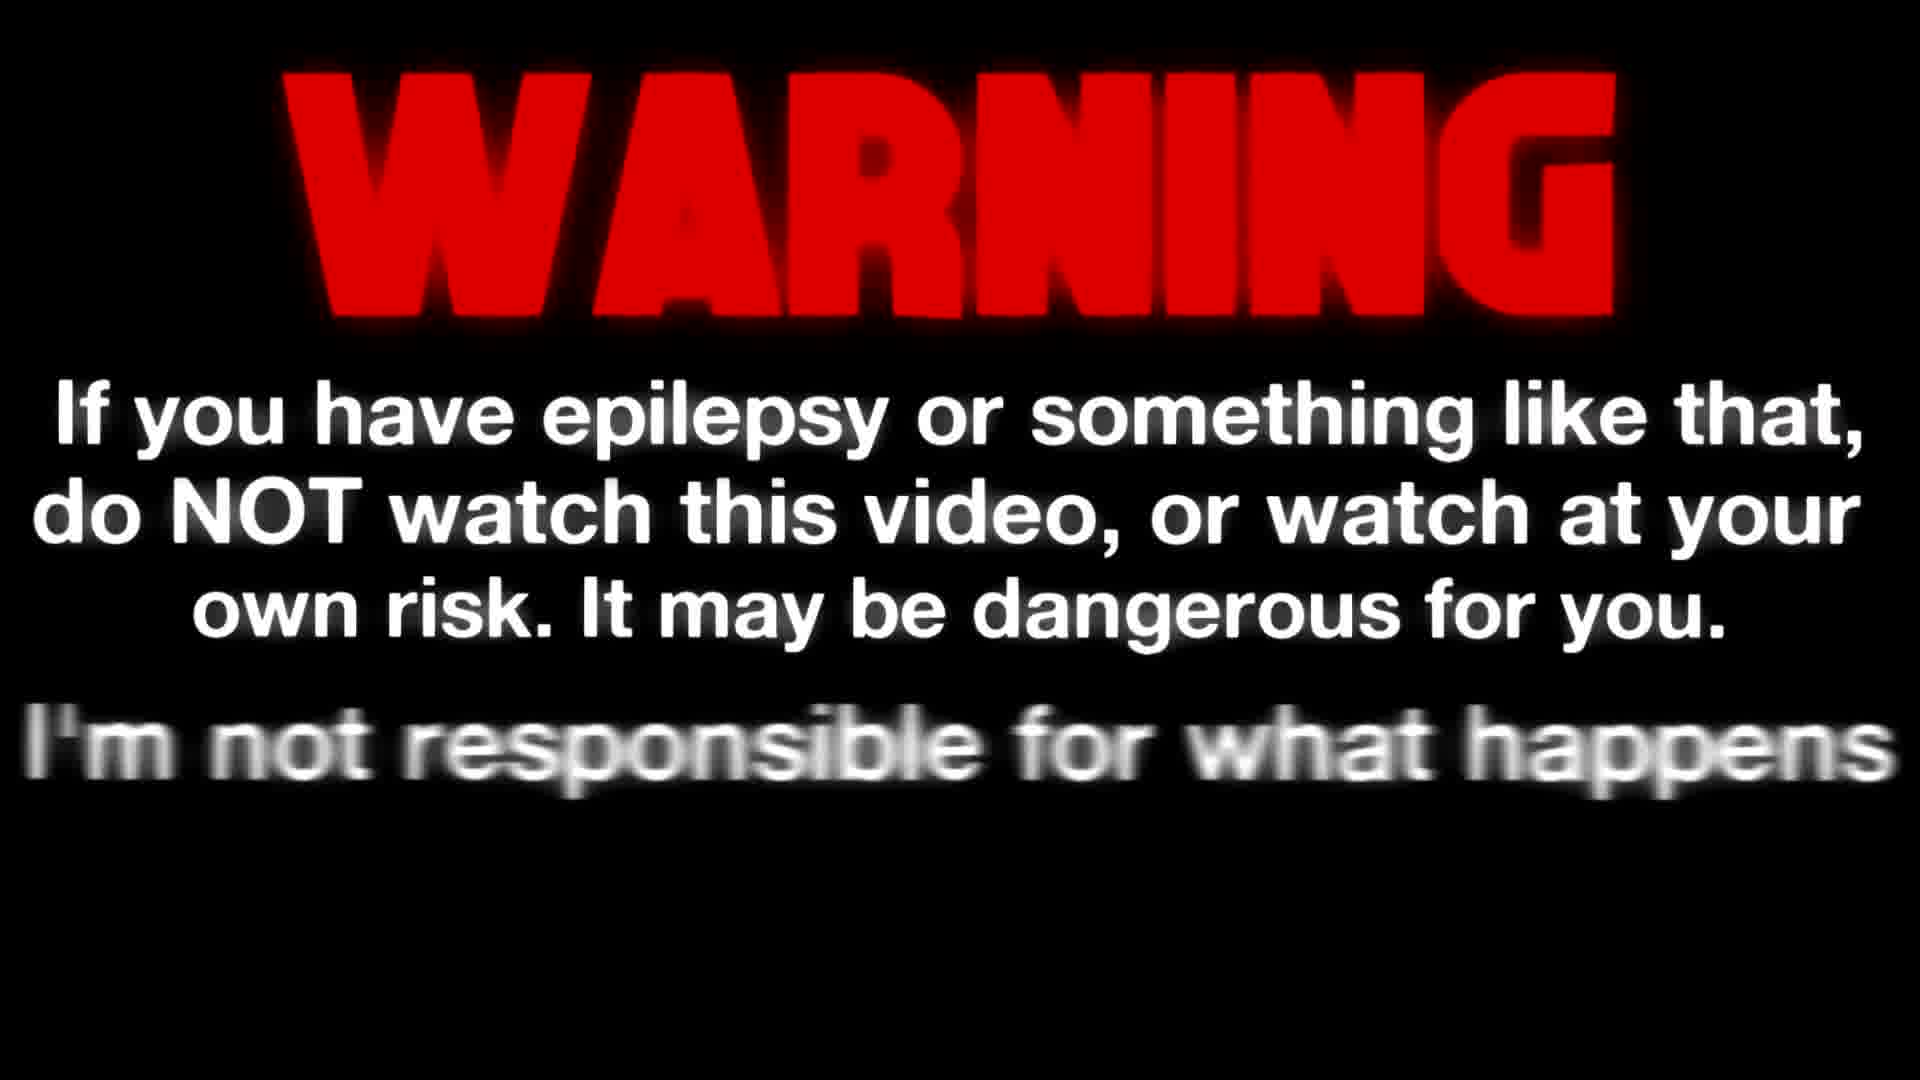 WARNING
If you have epilepsy or something like that,
do NOT watch this video, or watch at your
own risk. It may be dangerous for you.
I'm not responsible for what happens